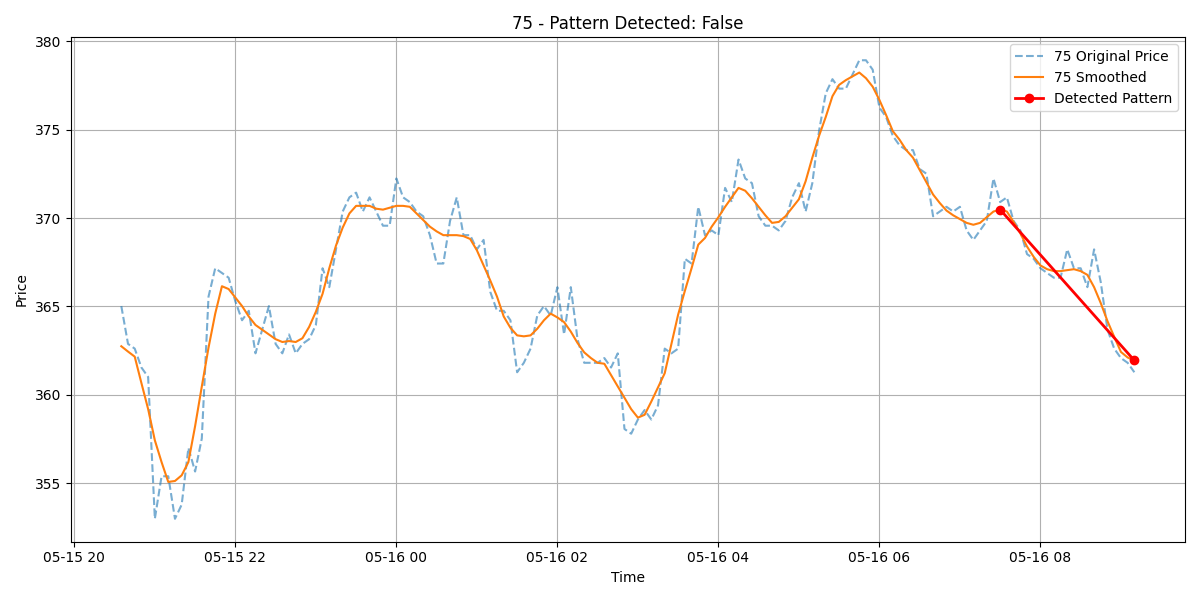 75 - Pattern Detected: False
380
375
370
365
360
355
Price
75 Original Price
75 Smoothed
Detected Pattern
05-15 20
05-15 22
05-16 00
05-16 02
05-16 04
05-16 06
05-16 08
Time